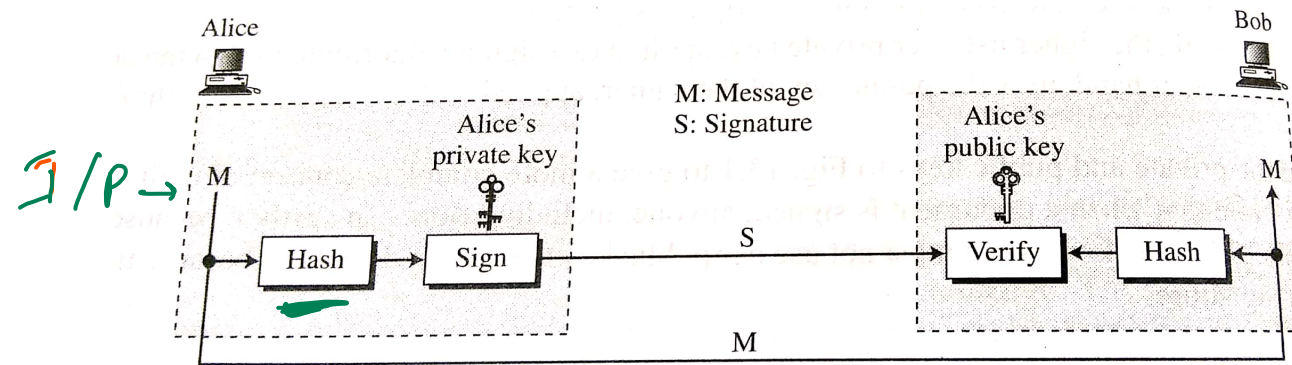 Alice
Bob
M: Message
S: Signature
Alice's
private key
Alice's
public key
I/P →
M
M
Hash
Sign
S
Verify
Hash
M